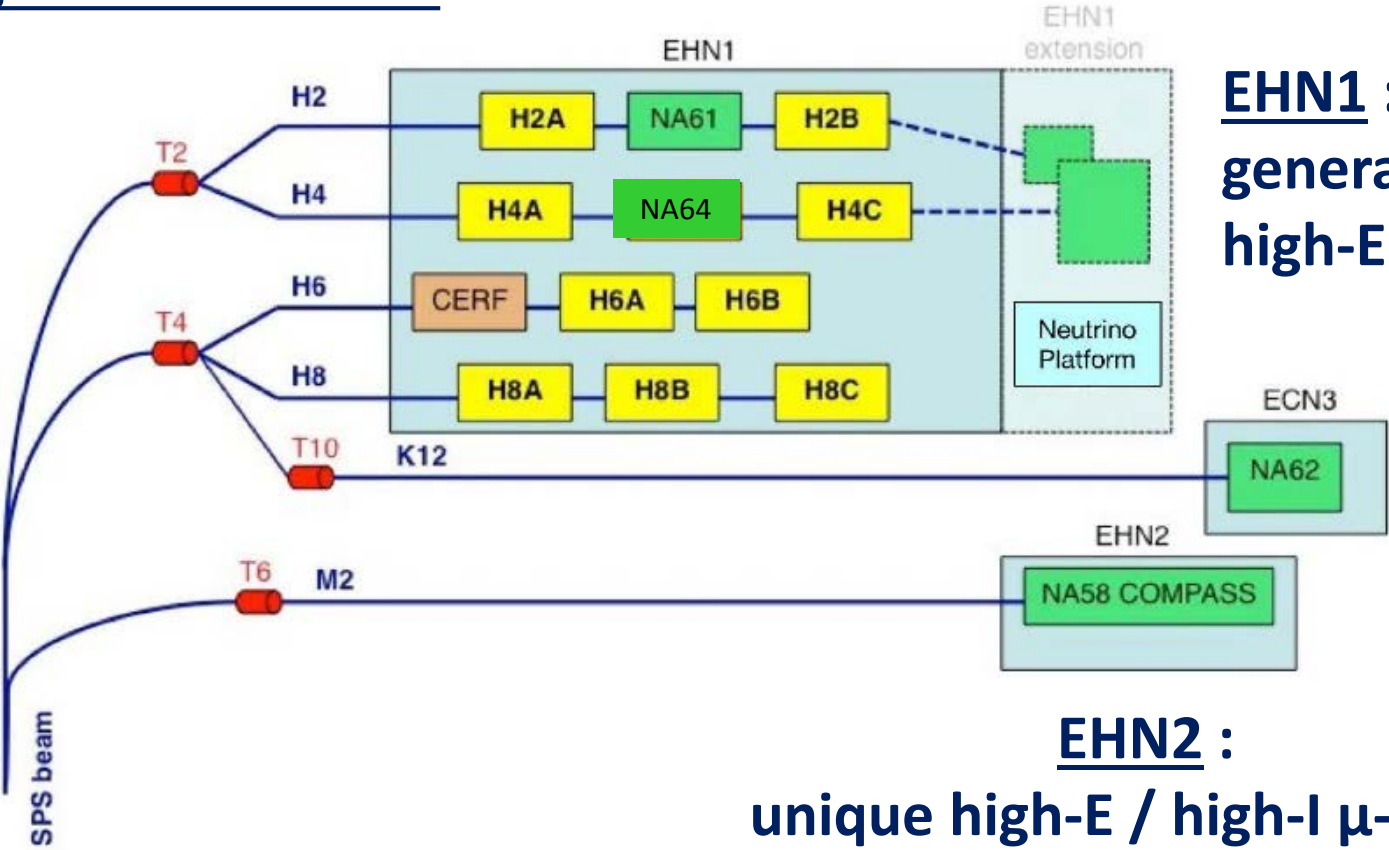 EHN1
extension
EHN1
H2
H2A
NA61
H2B
T2
H4
H4A
NA64
H4C
H6
CERF
H6A
H6B
T4
Neutrino
Platform
H8
H8A
H8B
H8C
EHN1 :
high-E
ECN3
T10
K12
NA62
EHN2
T6
M2
NA58 COMPASS
SPS beam
EHN2 :
unique high-E / high-I μ-